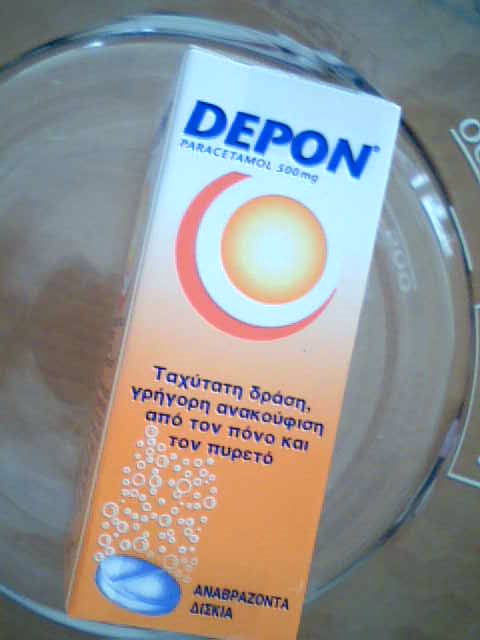 DEPON®
PARACETAMOL 500mg
Ταχύτατη δράση,
γρήγορη ανακούφιση
από τον πόνο και
τον πυρετό
ΑΝΑΒΡΑΖΟΝΤΑ
ΔΙΣΚΙΑ